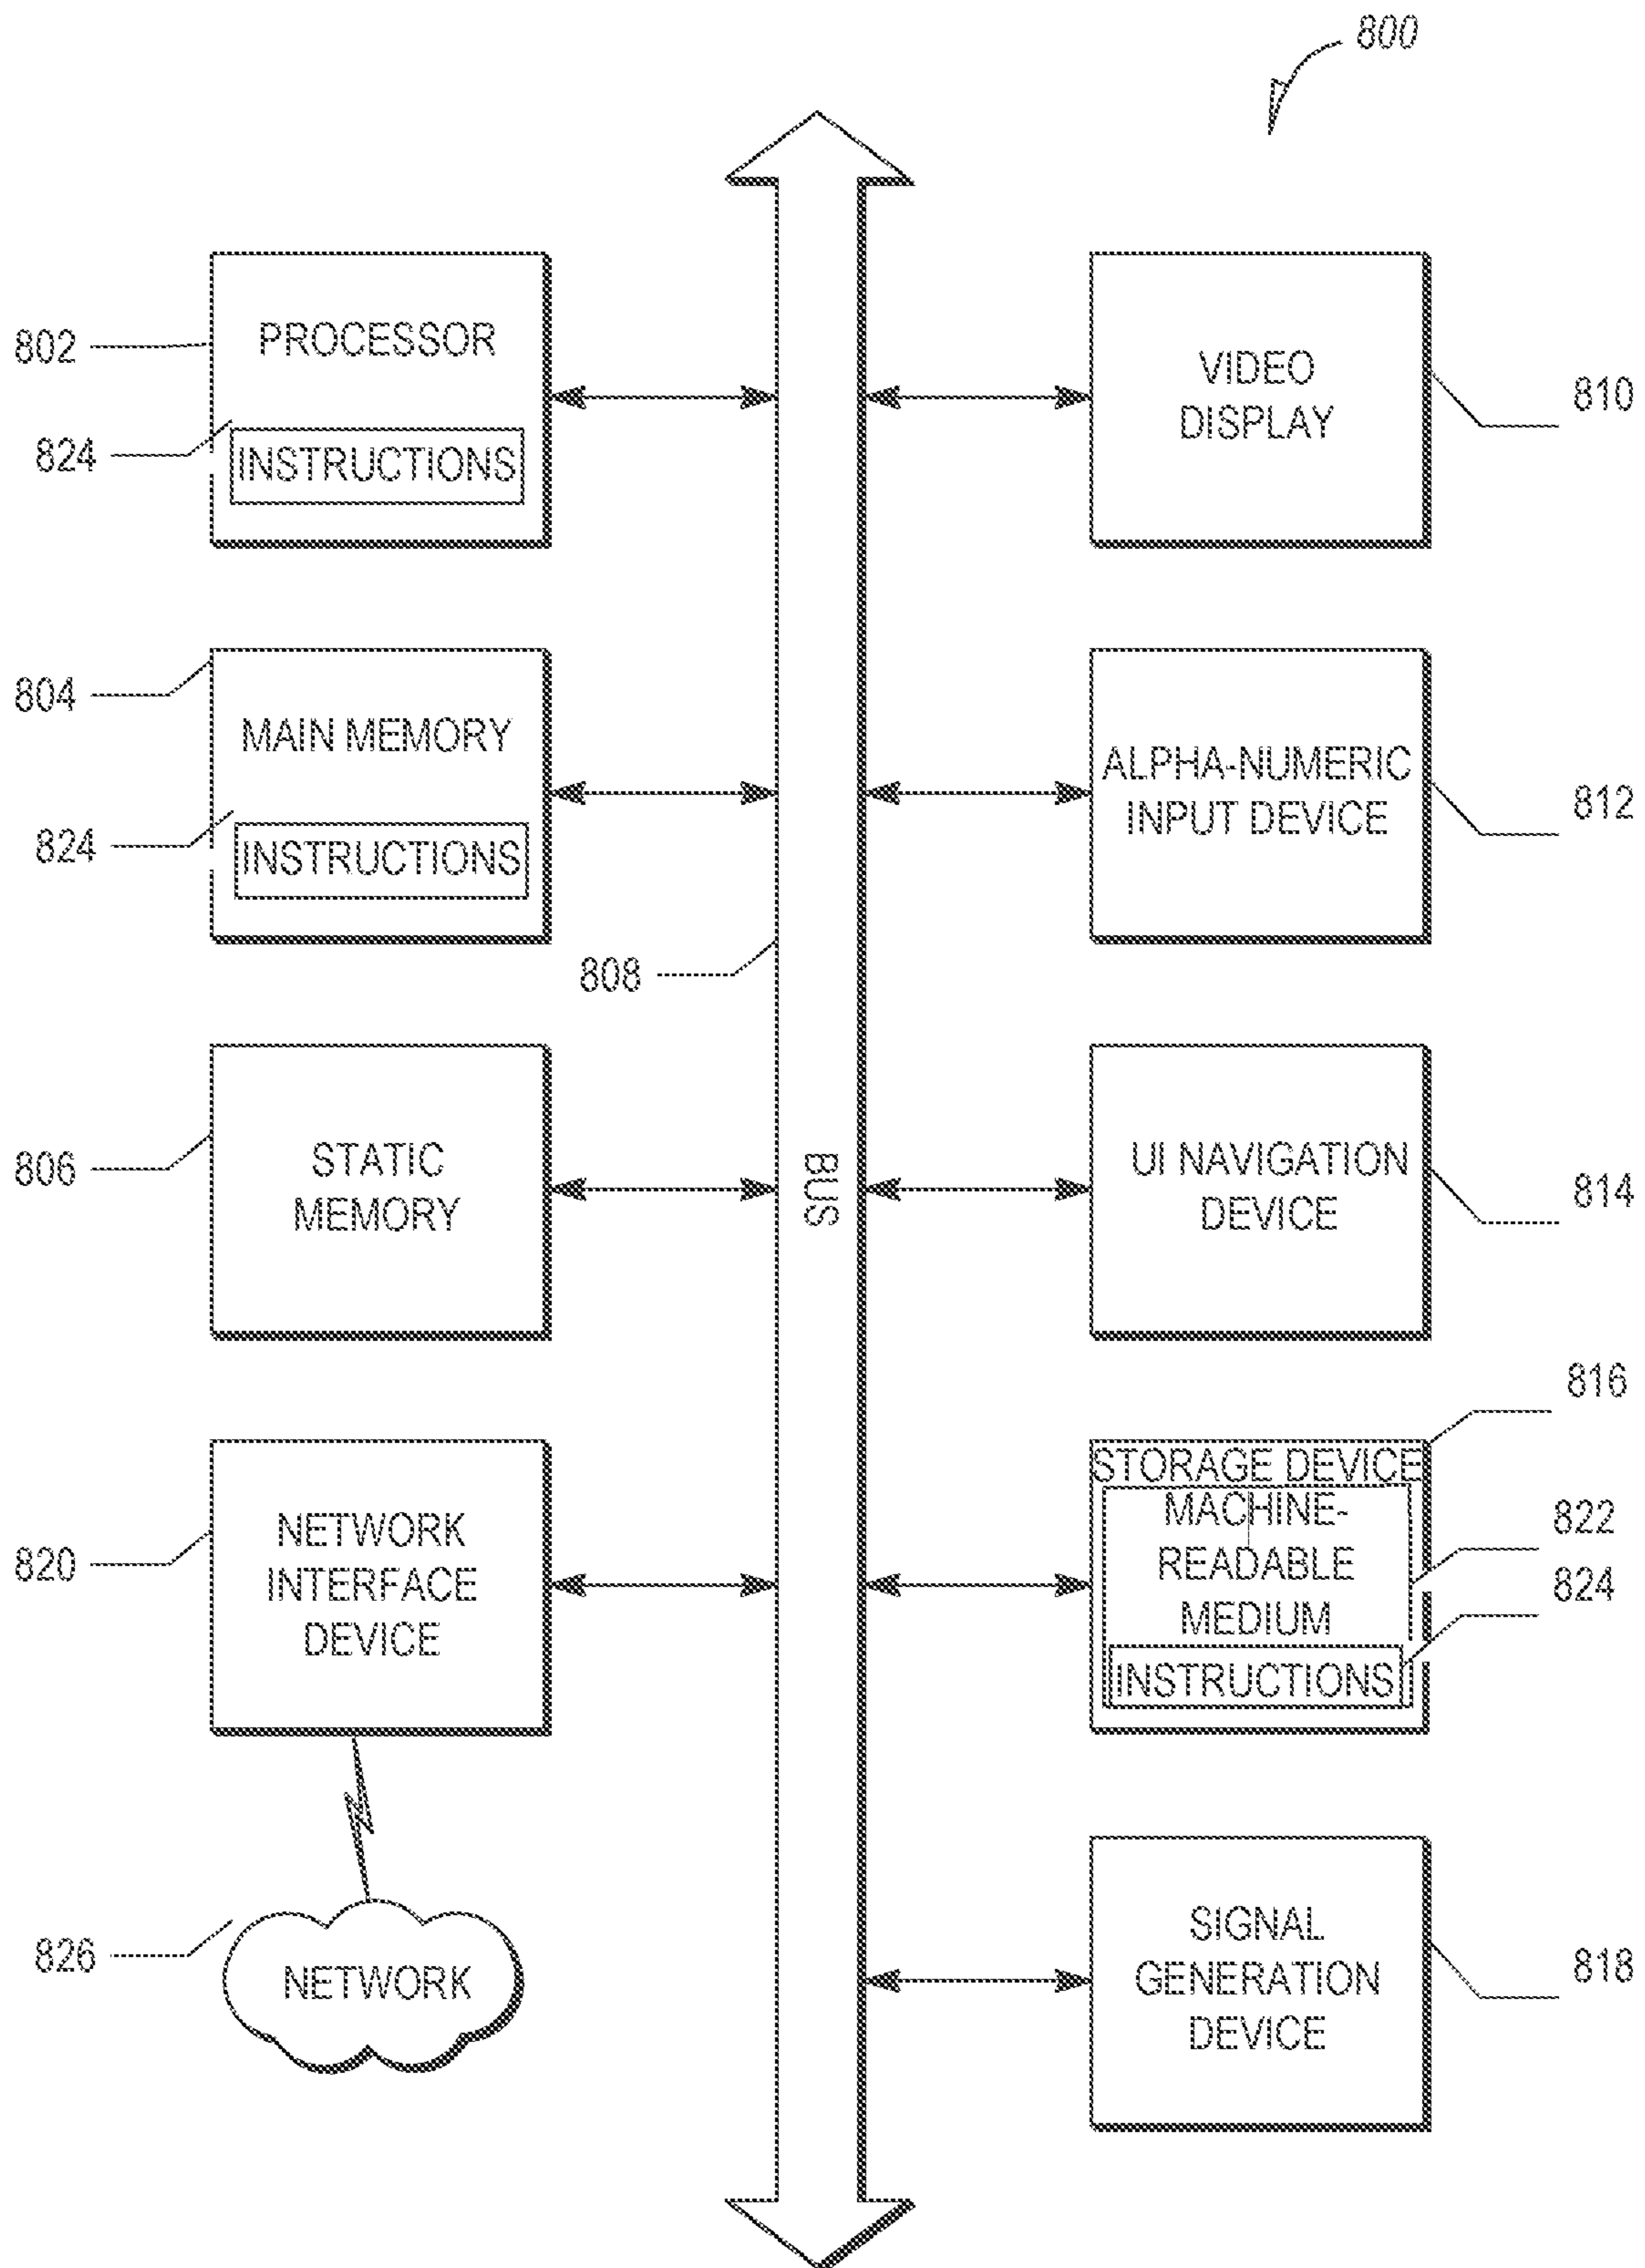 800
802
PROCESSOR
824
INSTRUCTIONS
VIDEO
DISPLAY
810
804
MAIN MEMORY
824
INSTRUCTIONS
ALPHA-NUMERIC
INPUT DEVICE
812
808
BUS
806
STATIC
MEMORY
UI NAVIGATION
DEVICE
814
820
NETWORK
INTERFACE
DEVICE
816
STORAGE DEVICE
MACHINE-
READABLE
MEDIUM
822
824
INSTRUCTIONS
826
NETWORK
SIGNAL
GENERATION
DEVICE
818